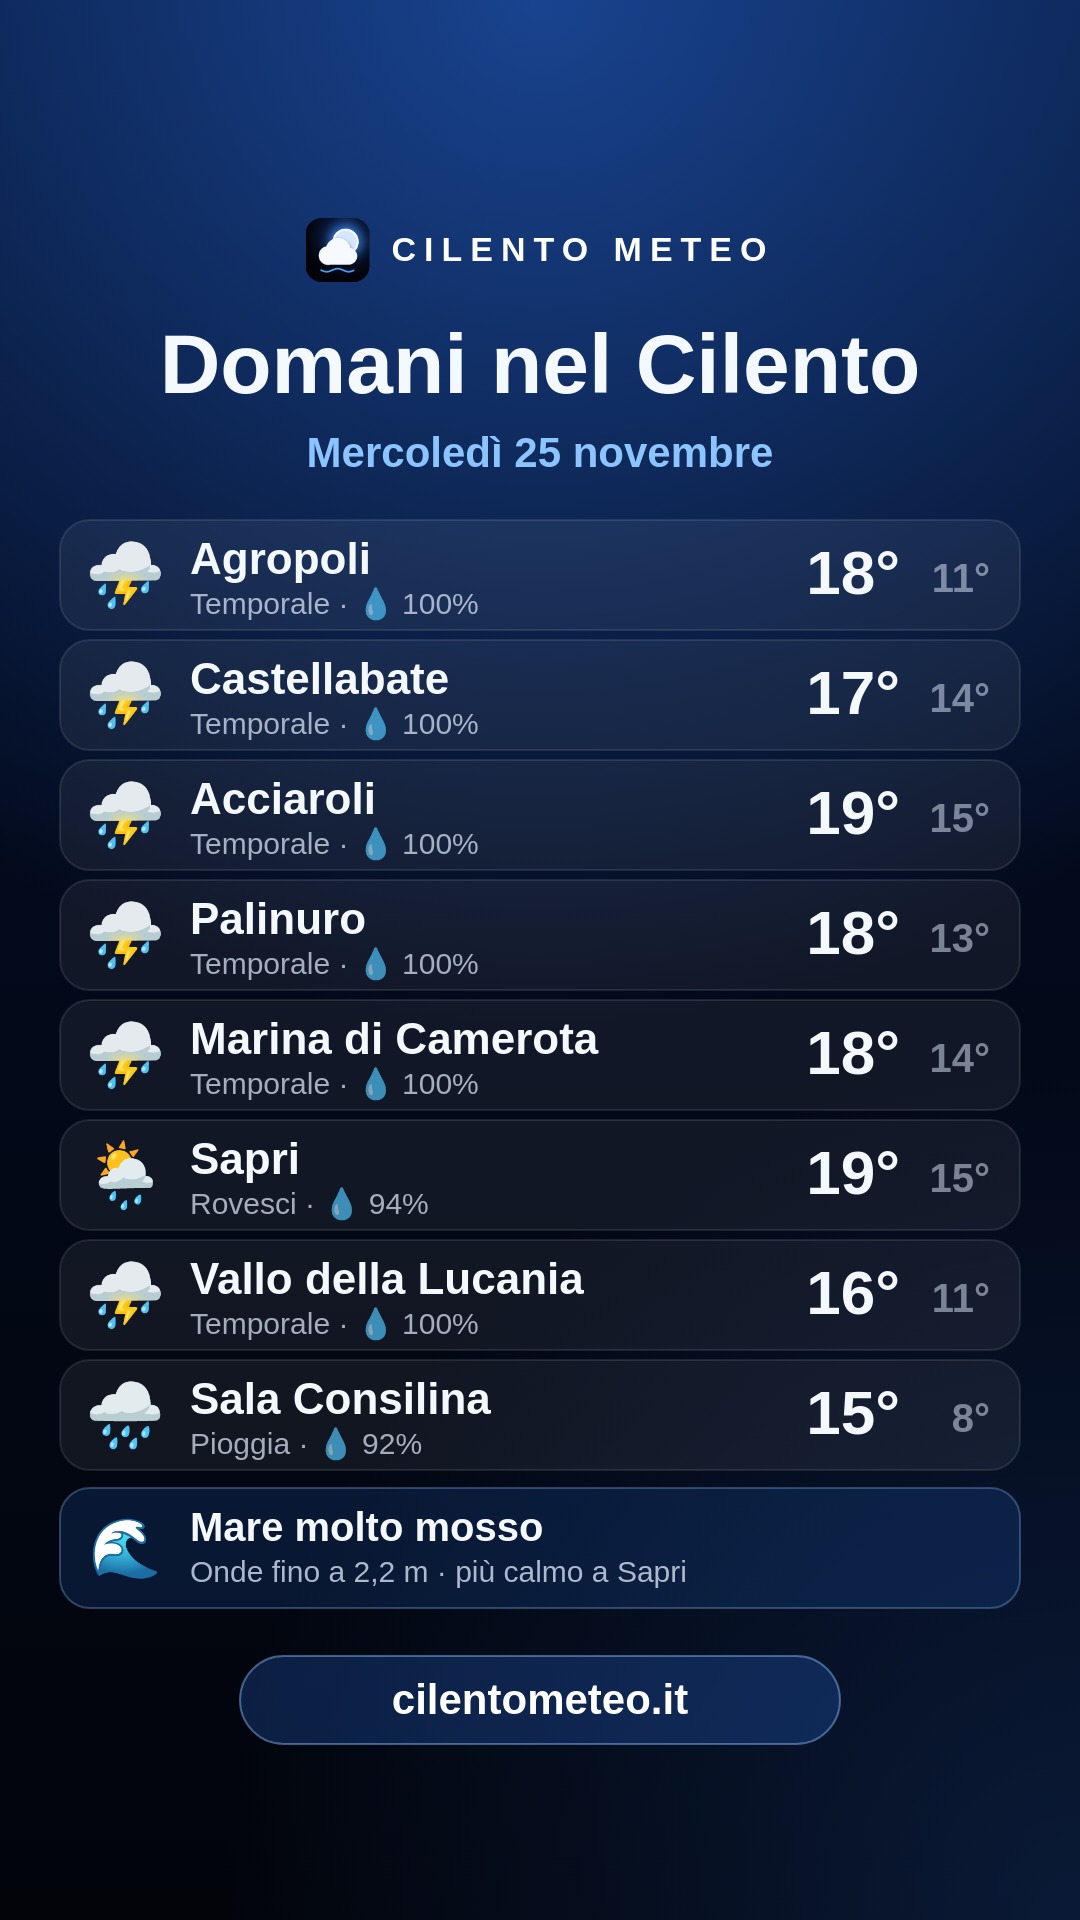 CILENTO METEO
Domani nel Cilento
Mercoledì 25 novembre
Agropoli
Temporale · 💧 100%
18° 11°
Castellabate
Temporale · 💧 100%
17° 14°
Acciaroli
Temporale · 💧 100%
19° 15°
Palinuro
Temporale · 💧 100%
18° 13°
Marina di Camerota
Temporale · 💧 100%
18° 14°
Sapri
Rovesci · 💧 94%
19° 15°
Vallo della Lucania
Temporale · 💧 100%
16° 11°
Sala Consilina
Pioggia · 💧 92%
15° 8°
Mare molto mosso
Onde fino a 2,2 m · più calmo a Sapri
cilentometeo.it